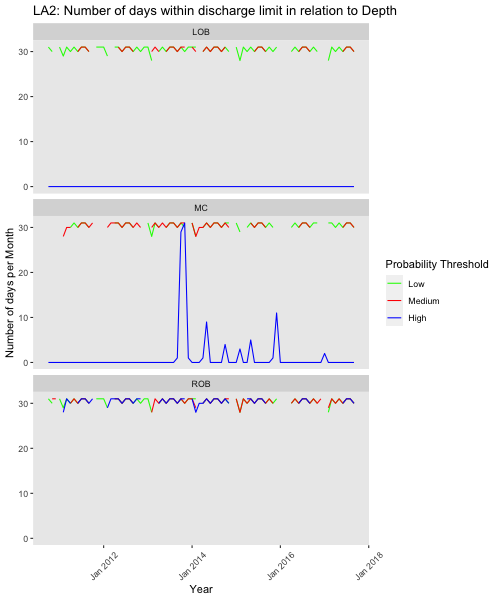 LA2: Number of days within discharge limit in relation to Depth
LOB
30
20
10
0
MC
30
20
10
0
ROB
30
20
10
0
Number of days per Month
Jan 2012
Jan 2014
Jan 2016
Jan 2018
Year
Probability Threshold
Low
Medium
High